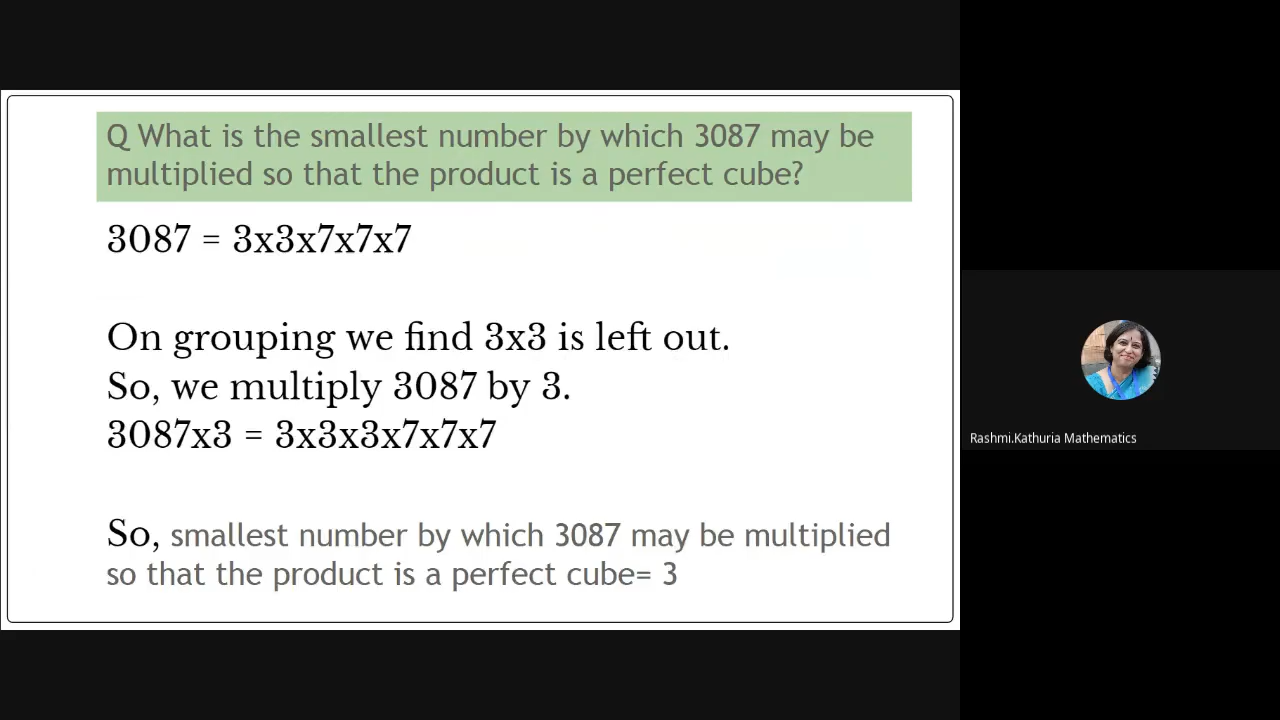 Q What is the smallest number by which 3087 may be
multiplied so that the product is a perfect cube?
3087 = 3x3x7x7x7
On grouping we find 3x3 is left out.
So, we multiply 3087 by 3.
3087x3 = 3x3x3x7x7x7
So, smallest number by which 3087 may be multiplied
so that the product is a perfect cube= 3
Rashmi.Kathuria Mathematics